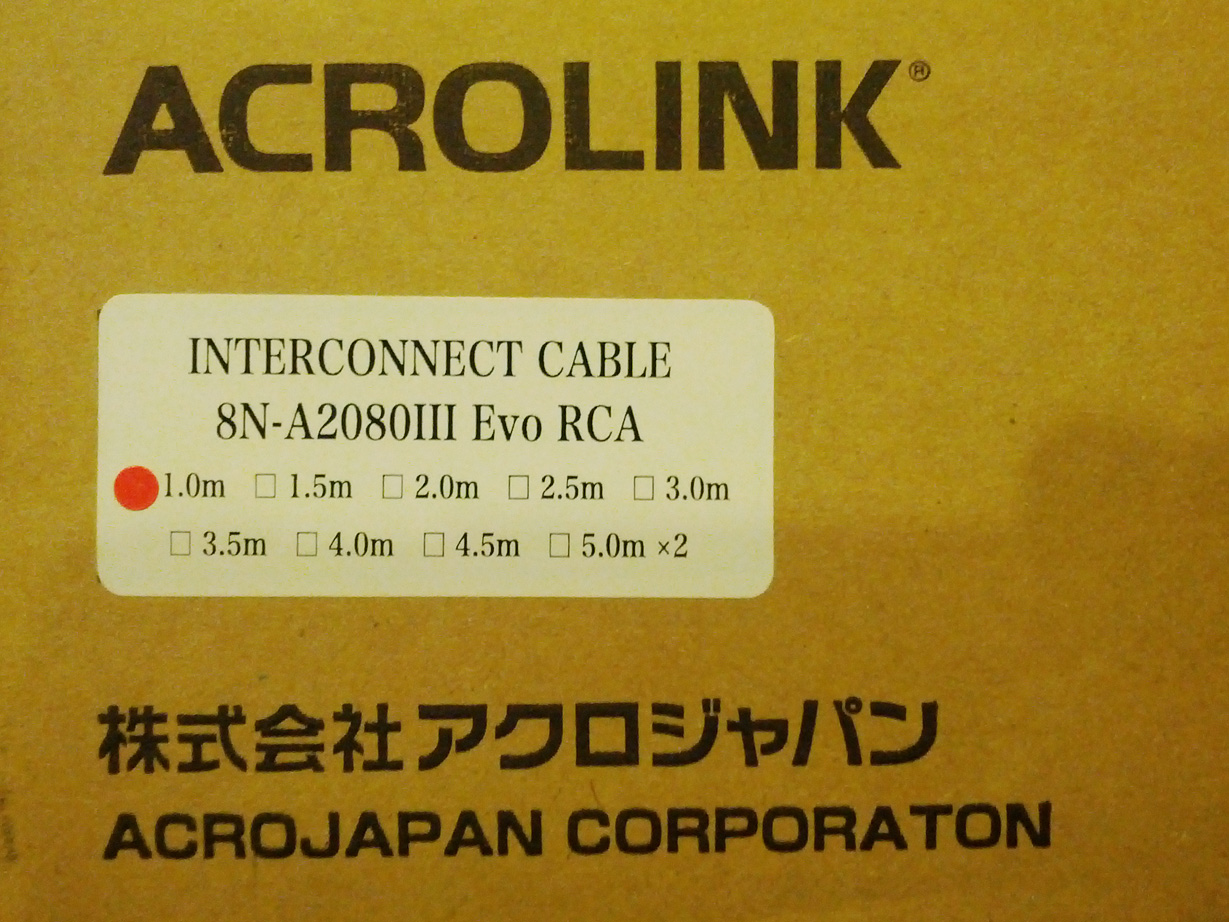 ACROLINK®
INTERCONNECT CABLE
8N-A2080III Evo RCA
1.0m □ 1.5m □ 2.0m □ 2.5m □ 3.0m
□ 3.5m □ 4.0m □ 4.5m □ 5.0m ×2
株式会社アクロジャパン
ACROJAPAN CORPORATON